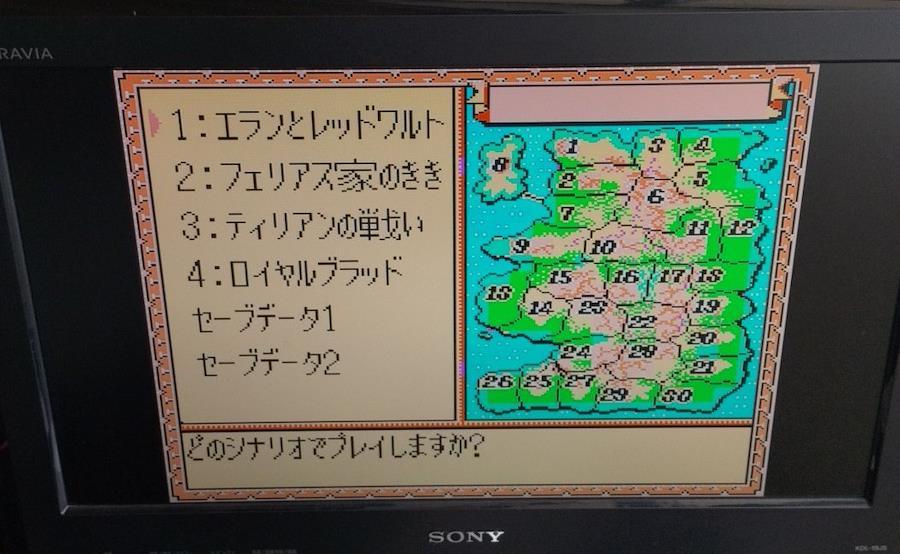 RAVIA
1:エランとレッドワルト
2:フェリアス家のきき
3:ティリアンの戦い
4:ロイヤルブラッド
セーブデータ1
セーブデータ2
どのシナリオでプレイしますか?
1 3 4
8
2 5
6
7 11 12
9 10
13 15 16 17 18
14 23 22 19
20
24 28 21
26 25 27
29 30
SONY